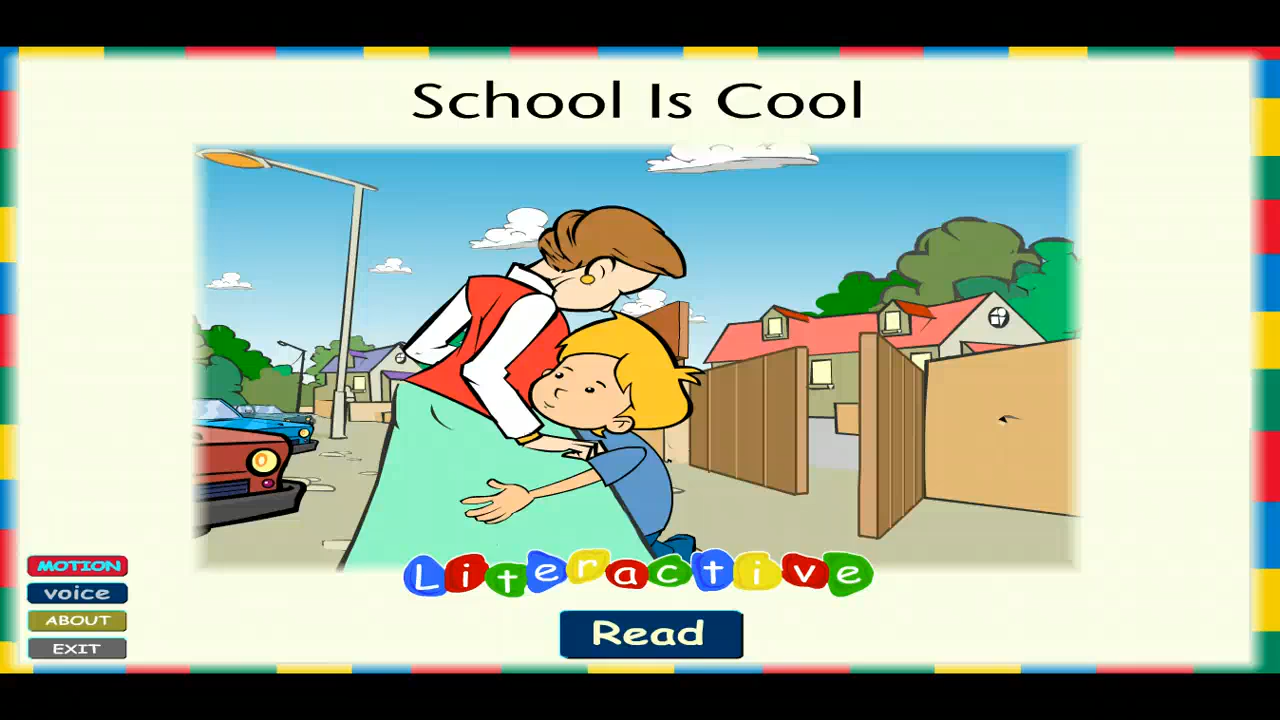 School Is Cool
Literactive
Read
MOTION
voice
ABOUT
EXIT